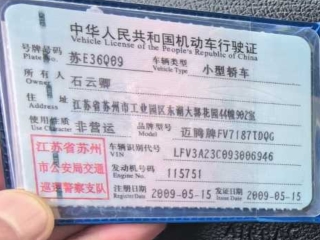 中华人民共和国机动车行驶证
Vehicle License of the People's Republic of China
号牌号码 苏E36Q09 车辆类型 小型轿车
Plate No. Vehicle Type
所有人 石云卿
Owner
住址 江苏省苏州市工业园区东湖大郡花园44幢902室
Address
使用性质 非营运 品牌型号 迈腾牌FV7187TDQG
Use Character Model
江苏省苏州 车辆识别代号 LFV3A23C093006946
VIN
市公安局交通 发动机号码 115751
Engine No.
巡逻警察支队 注册日期 2009-05-15 发证日期 2009-05-15
Register Date Issue Date